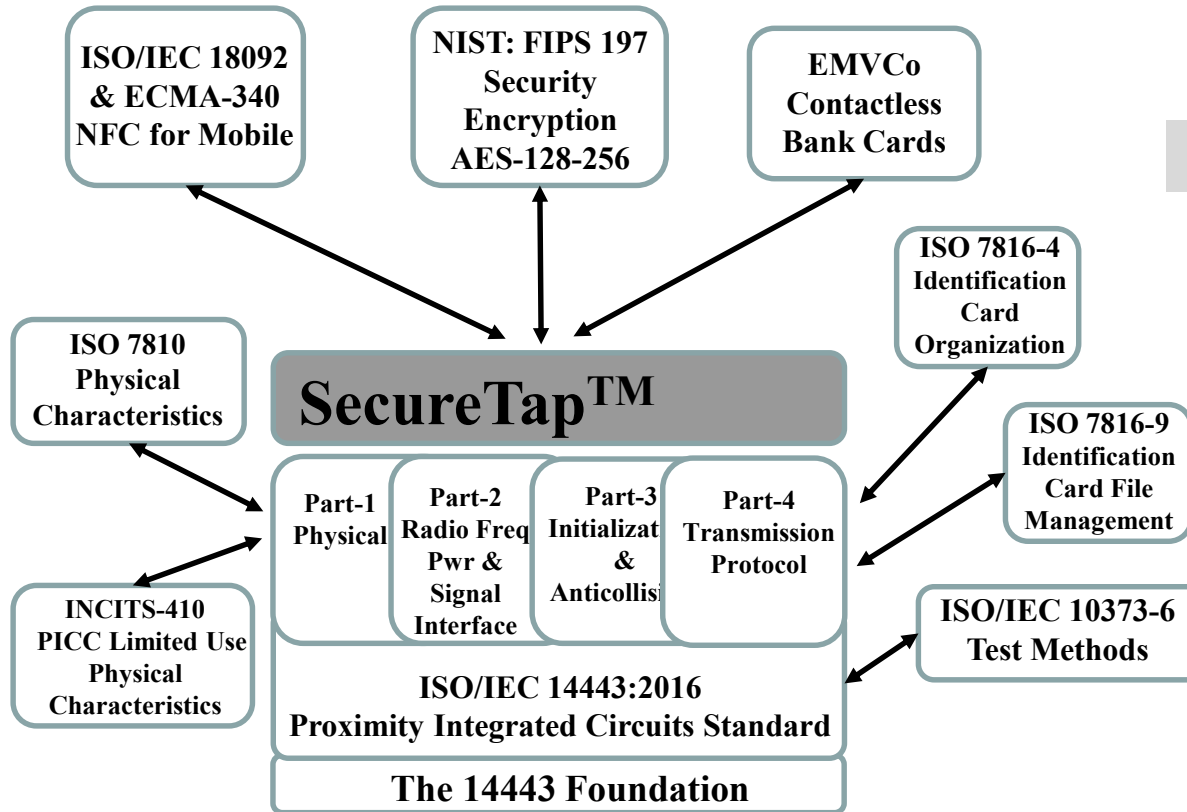 ISO/IEC 18092
& ECMA-340
NFC for Mobile
NIST: FIPS 197
Security
Encryption
AES-128-256
EMVCo
Contactless
Bank Cards
ISO 7816-4
Identification
Card
Organization
ISO 7810
Physical
Characteristics
SecureTap™
ISO 7816-9
Identification
Card File
Management
Part-1
Physical
Part-2
Radio Freq
Pwr &
Signal
Interface
Part-3
Initializati
&
Anticollisi
Part-4
Transmission
Protocol
INCITS-410
PICC Limited Use
Physical
Characteristics
ISO/IEC 10373-6
Test Methods
ISO/IEC 14443:2016
Proximity Integrated Circuits Standard
The 14443 Foundation